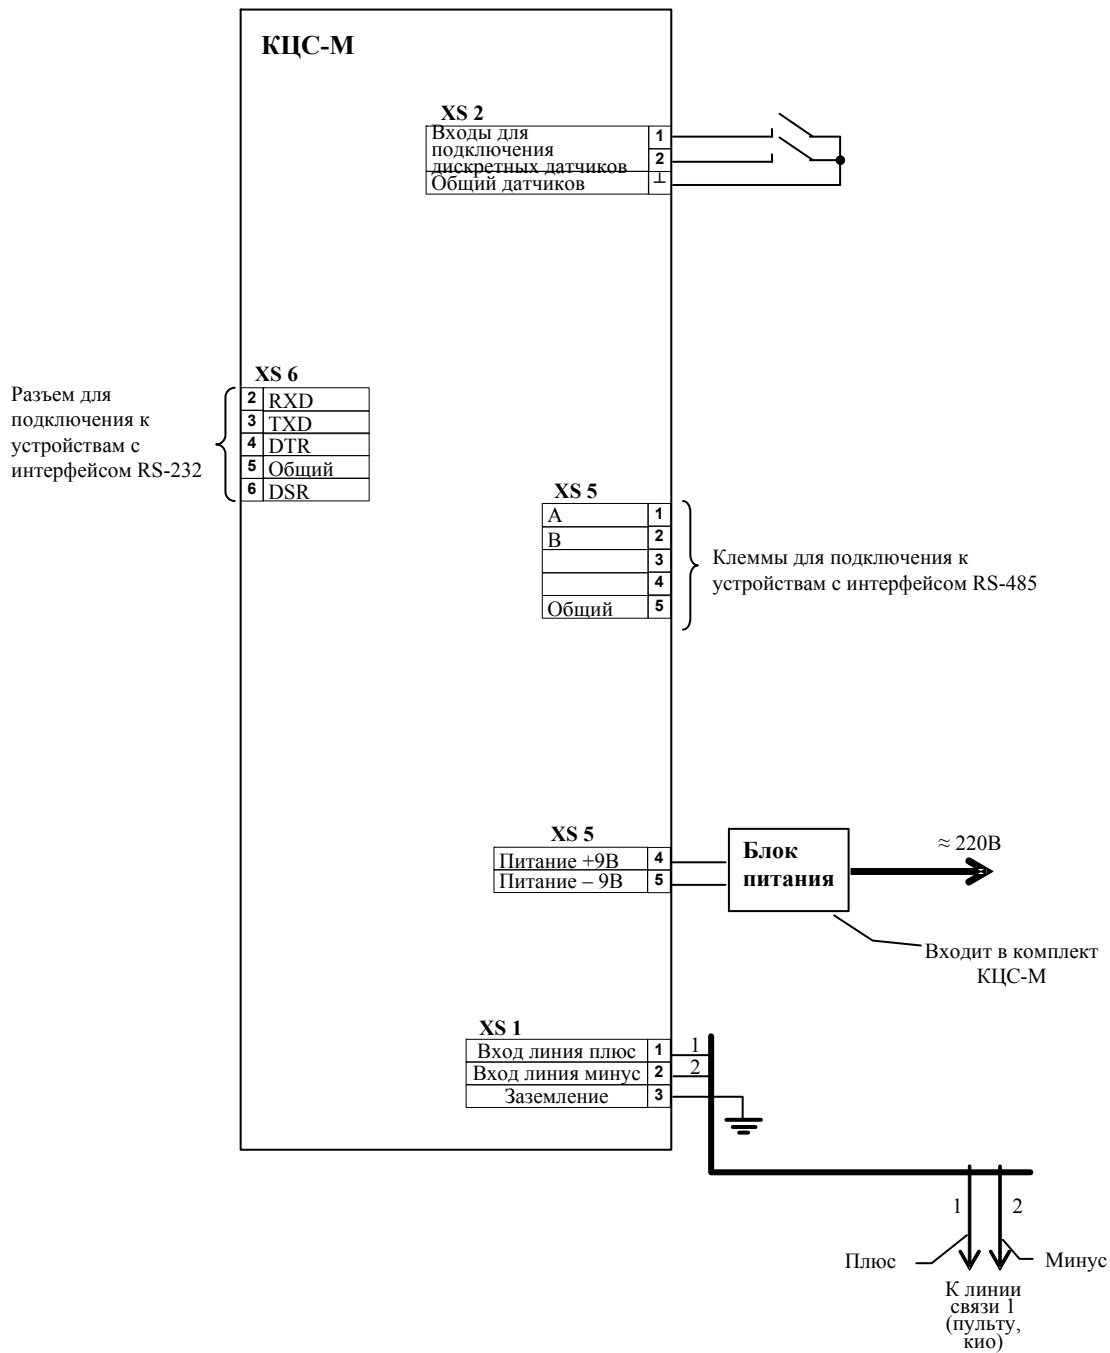 КЦС-М
XS 2
Входы для
подключения
дискретных датчиков
1
2
Общий датчиков
⊥
XS 6
Разъем для
подключения к
устройствам с
интерфейсом RS-232
2 RXD
3 TXD
4 DTR
5 Общий
6 DSR
XS 5
A 1
B 2
3
4
Общий 5
Клеммы для подключения к
устройствам с интерфейсом RS-485
XS 5
Питание +9В 4
Питание – 9В 5
Блок
питания
≈ 220В
Входит в комплект
КЦС-М
XS 1
Вход линия плюс 1
1
Вход линия минус 2
2
Заземление 3
1
2
Плюс
Минус
К линии
связи 1
(пульту,
кио)